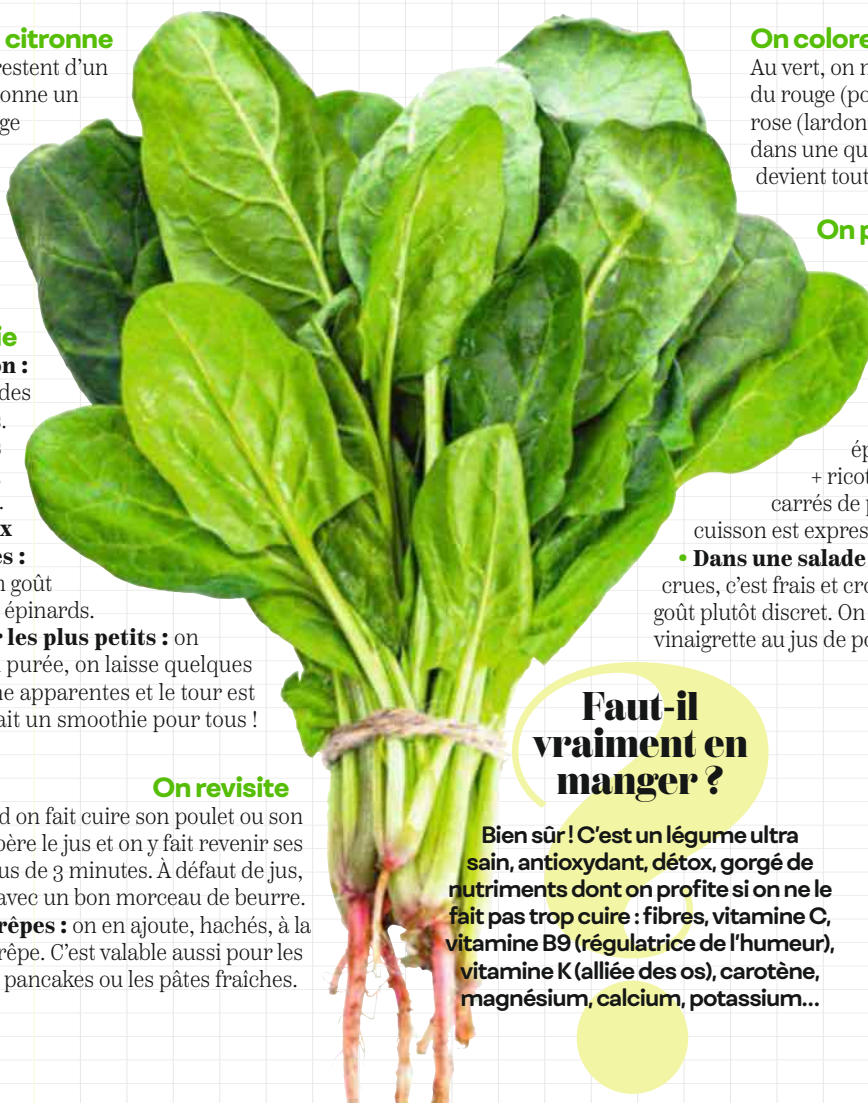 citronne
restent d'un
onne un
ge
ie
on :
des
.
s
.
x
es :
n goût
épinards.
r les plus petits : on
purée, on laisse quelques
ne apparentes et le tour est
ait un smoothie pour tous !
On revisite
d on fait cuire son poulet ou son
père le jus et on y fait revenir ses
us de 3 minutes. À défaut de jus,
avec un bon morceau de beurre.
rêpes : on en ajoute, hachés, à la
rêpe. C'est valable aussi pour les
pancakes ou les pâtes fraîches.
On colore
Au vert, on m
du rouge (po
rose (lardon
dans une qu
devient tout
On p
ép
+ ricot
carrés de p
cuisson est expres
• Dans une salade
crues, c'est frais et cro
goût plutôt discret. On
vinaigrette au jus de po
Faut-il
vraiment en
manger ?
Bien sûr ! C'est un légume ultra
sain, antioxydant, détox, gorgé de
nutriments dont on profite si on ne le
fait pas trop cuire : fibres, vitamine C,
vitamine B9 (régulatrice de l'humeur),
vitamine K (alliée des os), carotène,
magnésium, calcium, potassium...